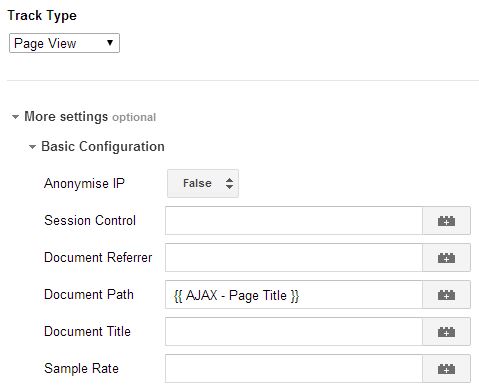 Track Type
Page View
More settings optional
Basic Configuration
Anonymise IP False
Session Control
Document Referrer
Document Path {{ AJAX - Page Title }}
Document Title
Sample Rate